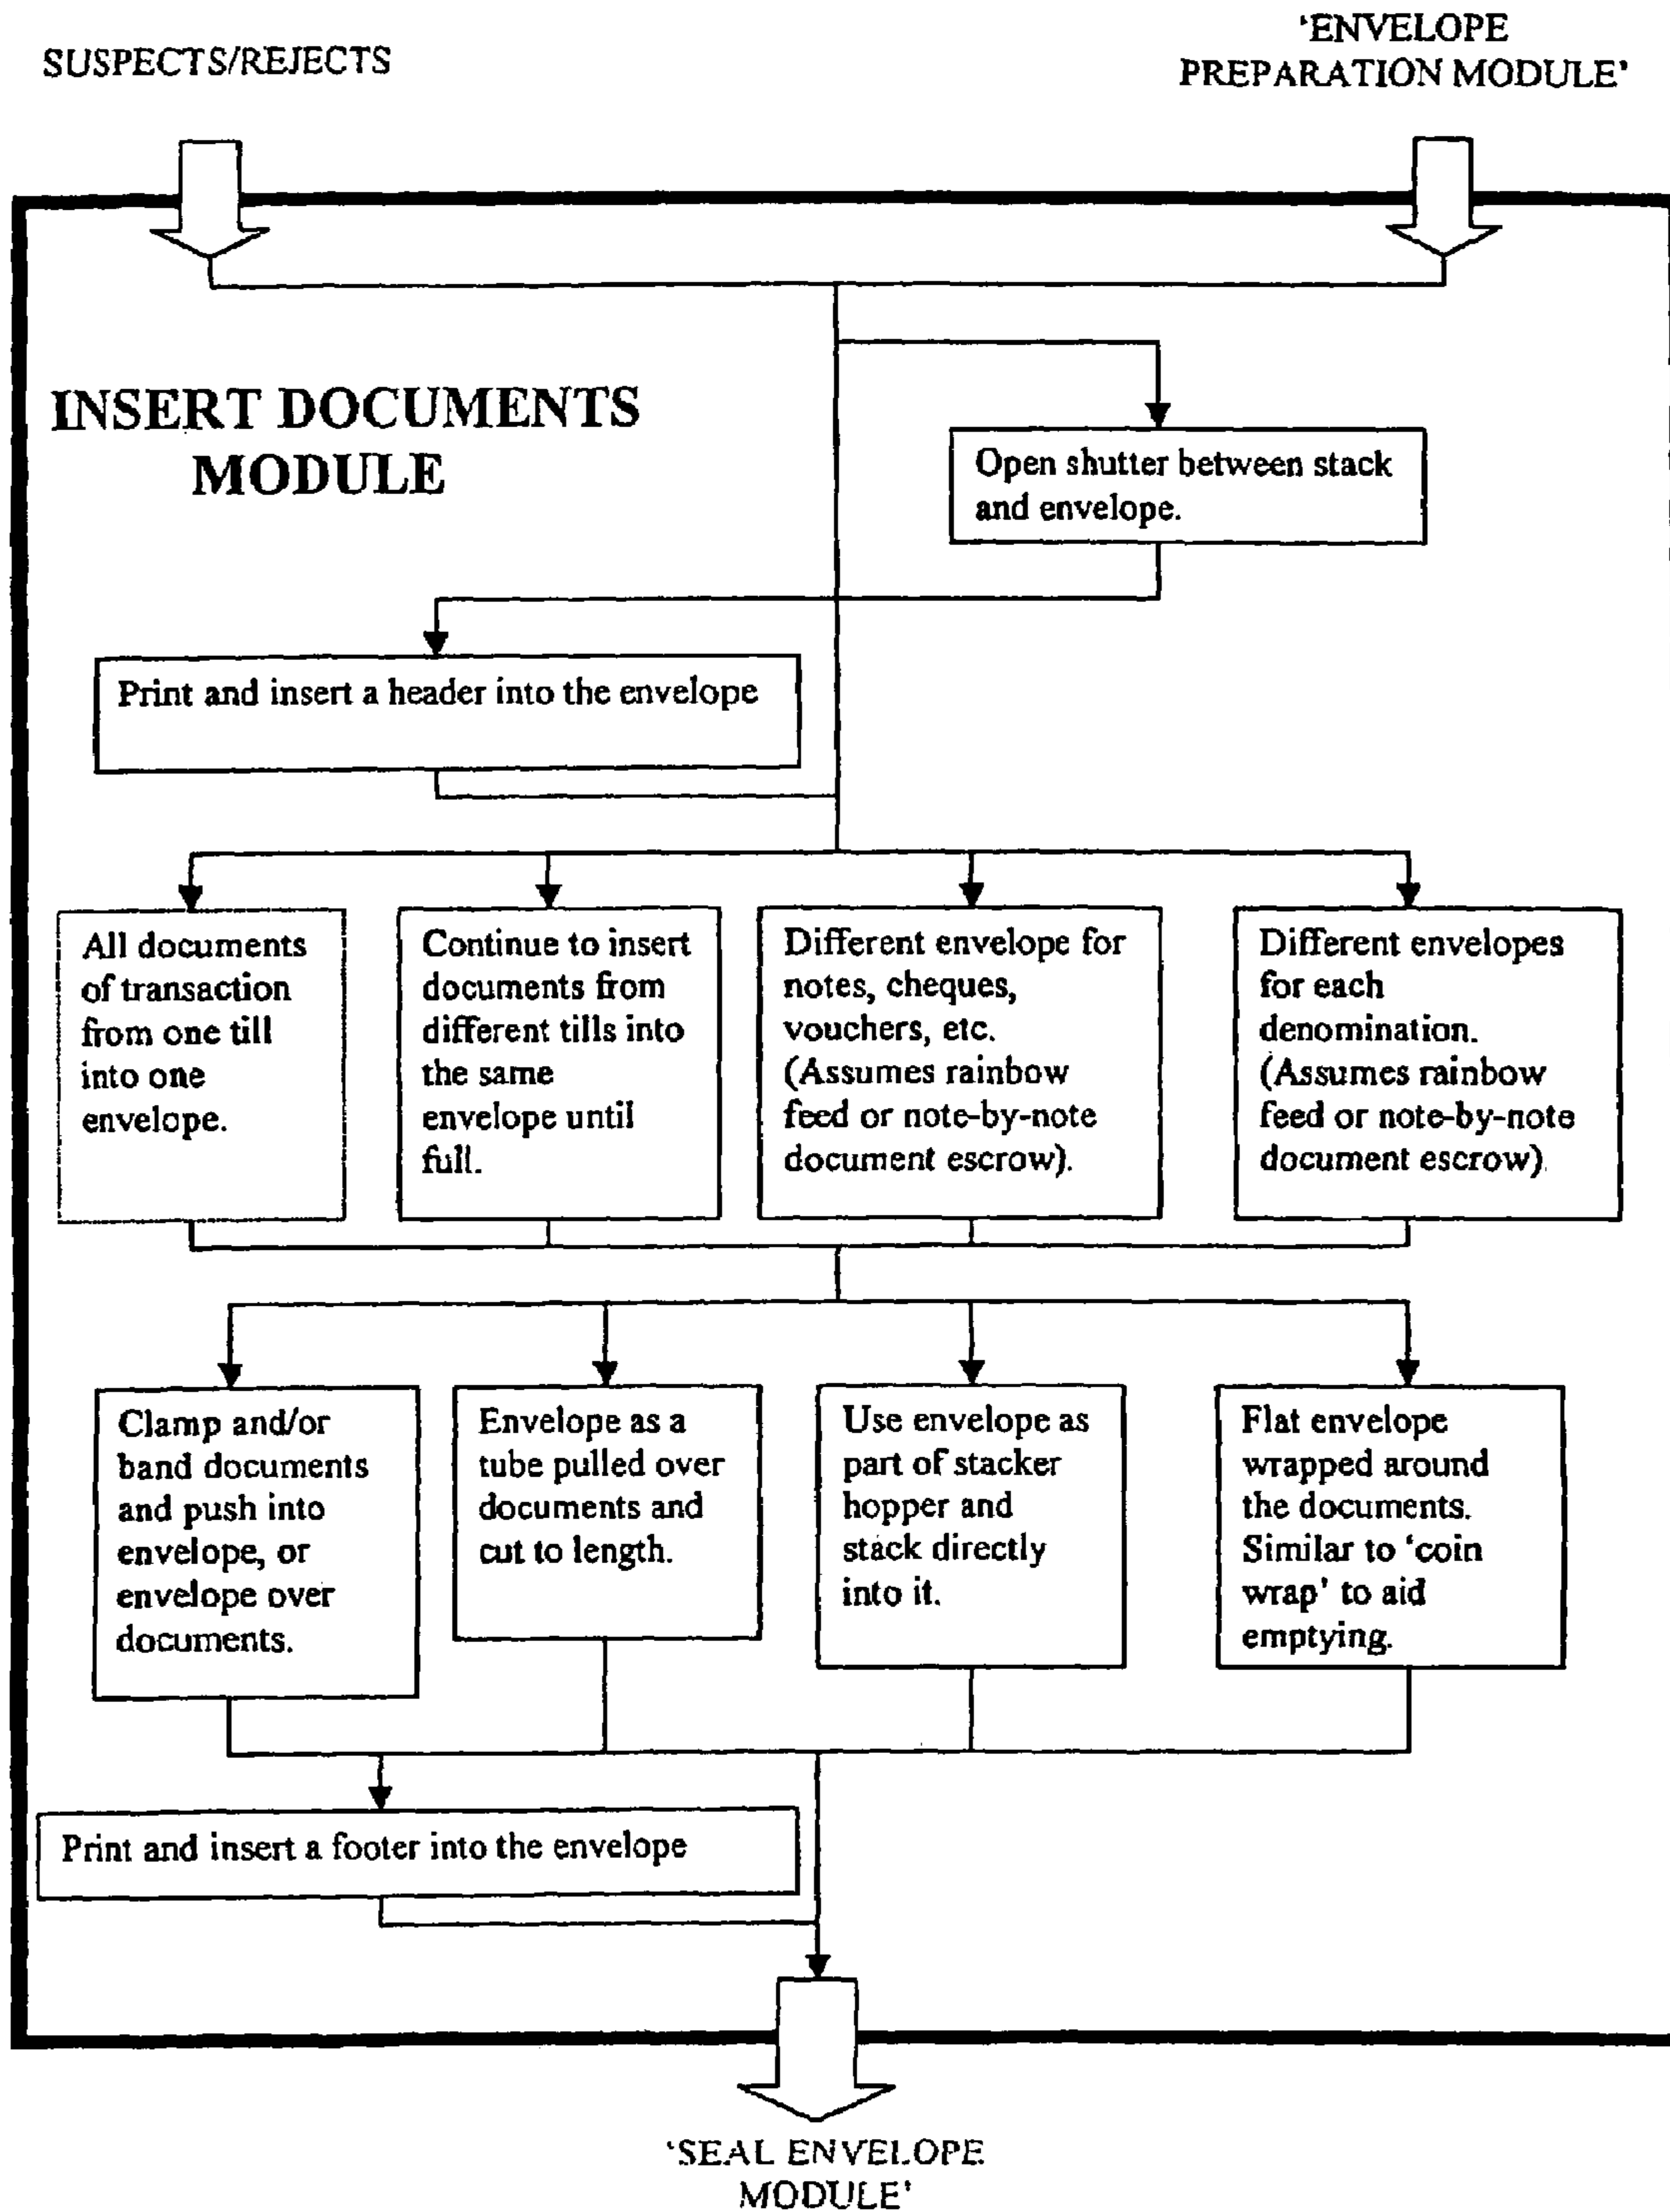 SUSPECTS/REJECTS
'ENVELOPE
PREPARATION MODULE'
INSERT DOCUMENTS
MODULE
Open shutter between stack
and envelope.
Print and insert a header into the envelope
All documents
of transaction
from one till
into one
envelope.
Continue to insert
documents from
different tills into
the same
envelope until
full.
Different envelope for
notes, cheques,
vouchers, etc.
(Assumes rainbow
feed or note-by-note
document escrow).
Different envelopes
for each
denomination.
(Assumes rainbow
feed or note-by-note
document escrow)
Clamp and/or
band documents
and push into
envelope, or
envelope over
documents.
Envelope as a
tube pulled over
documents and
cut to length.
Use envelope as
part of stacker
hopper and
stack directly
into it.
Flat envelope
wrapped around
the documents.
Similar to 'coin
wrap' to aid
emptying.
Print and insert a footer into the envelope
'SEAL ENVELOPE
MODULE'